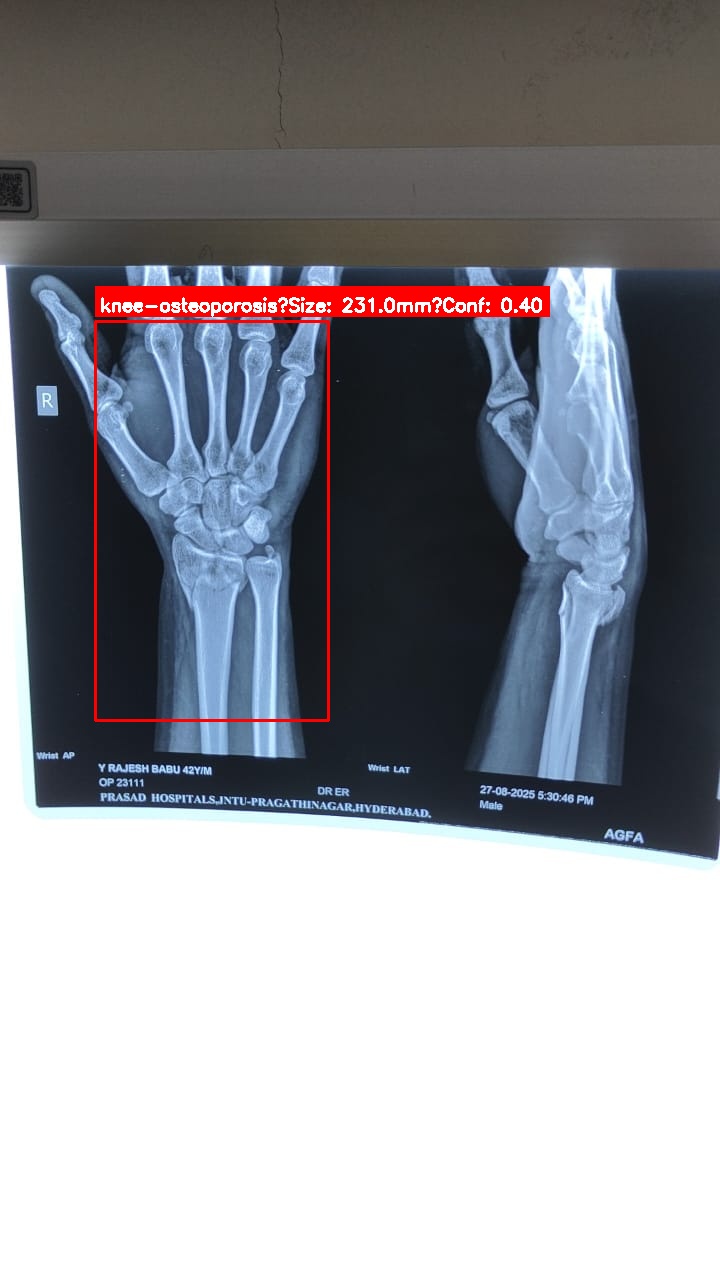 knee-osteoporosis?Size: 231.0mm?Conf: 0.40
R
Wrist AP
Wrist LAT
Y RAJESH BABU 42Y/M
OP 23111
DR ER
PRASAD HOSPITALS,JNTU-PRAGATHINAGAR,HYDERABAD.
27-08-2025 5:30:46 PM
Male
AGFA